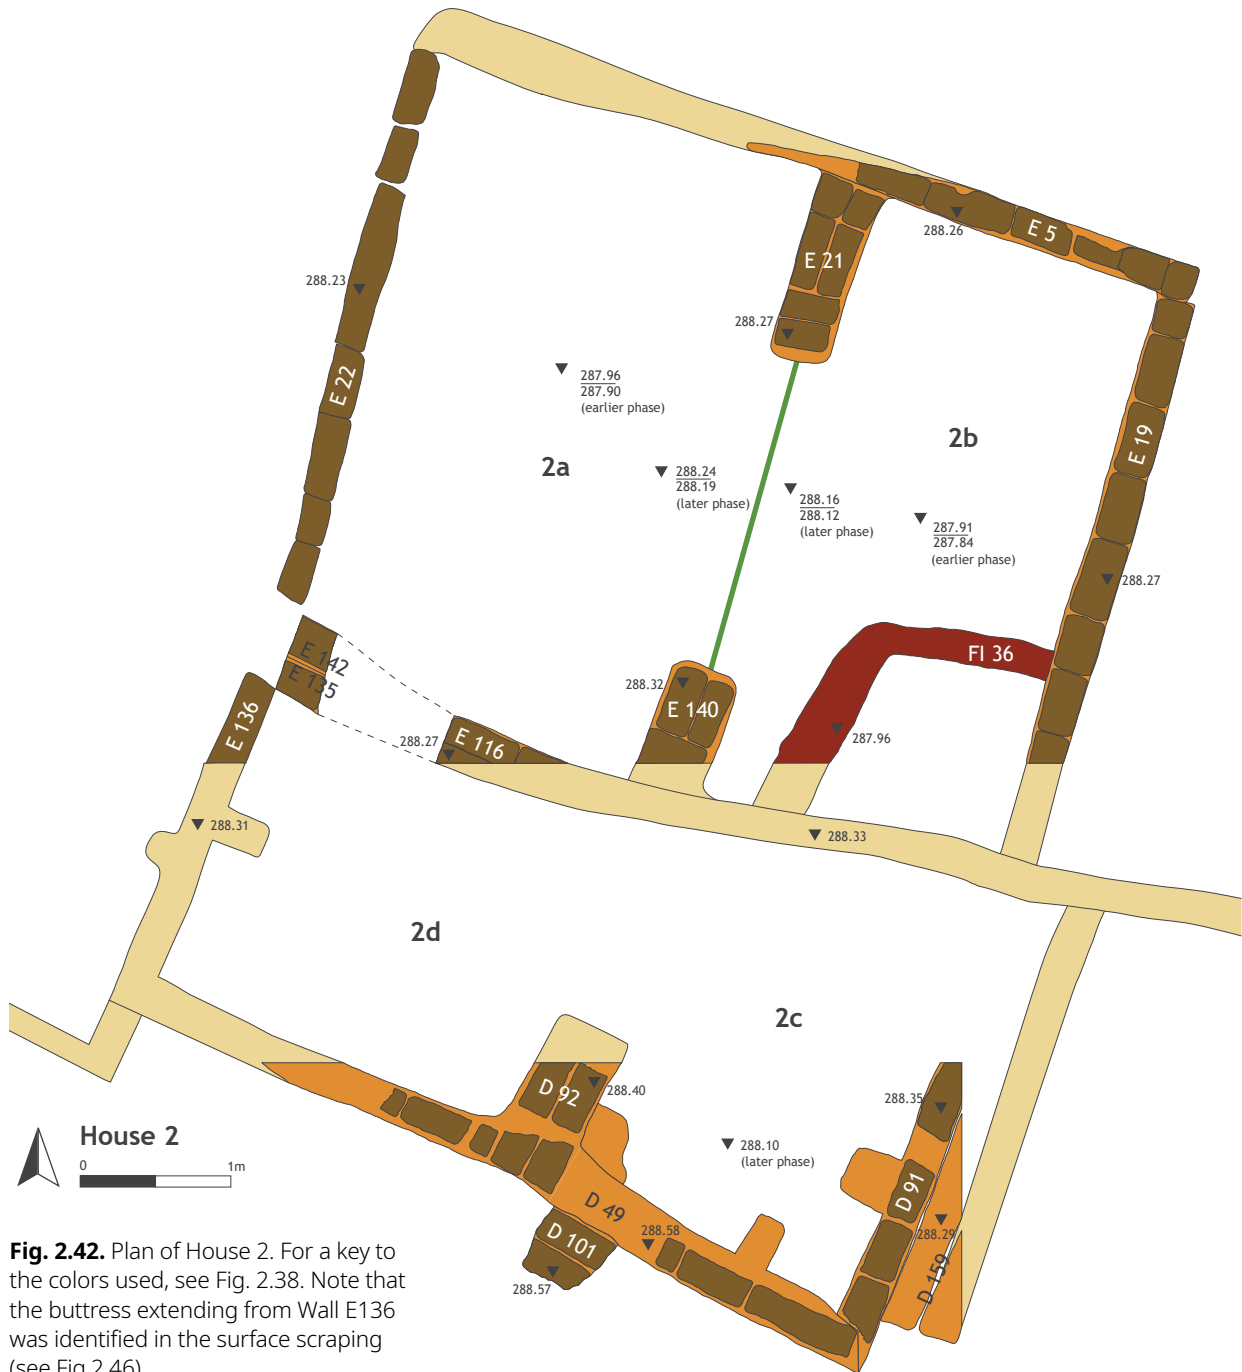 E 5
288.26
E 21
288.23
288.27
E 22
287.96
287.90
(earlier phase)
2b
E 19
2a
288.24
288.19
(later phase)
288.16
288.12
(later phase)
287.91
287.84
(earlier phase)
288.27
E 142
E 135
FI 36
288.32
E 140
E 136
288.27
E 116
287.96
288.31
288.33
2d
2c
D 92
288.40
288.35
288.10
(later phase)
D 91
D 49
288.58
288.29
D 101
D 159
288.57
House 2
0 1m
Fig. 2.42. Plan of House 2. For a key to
the colors used, see Fig. 2.38. Note that
the buttress extending from Wall E136
was identified in the surface scraping
(see Fig 2.46)